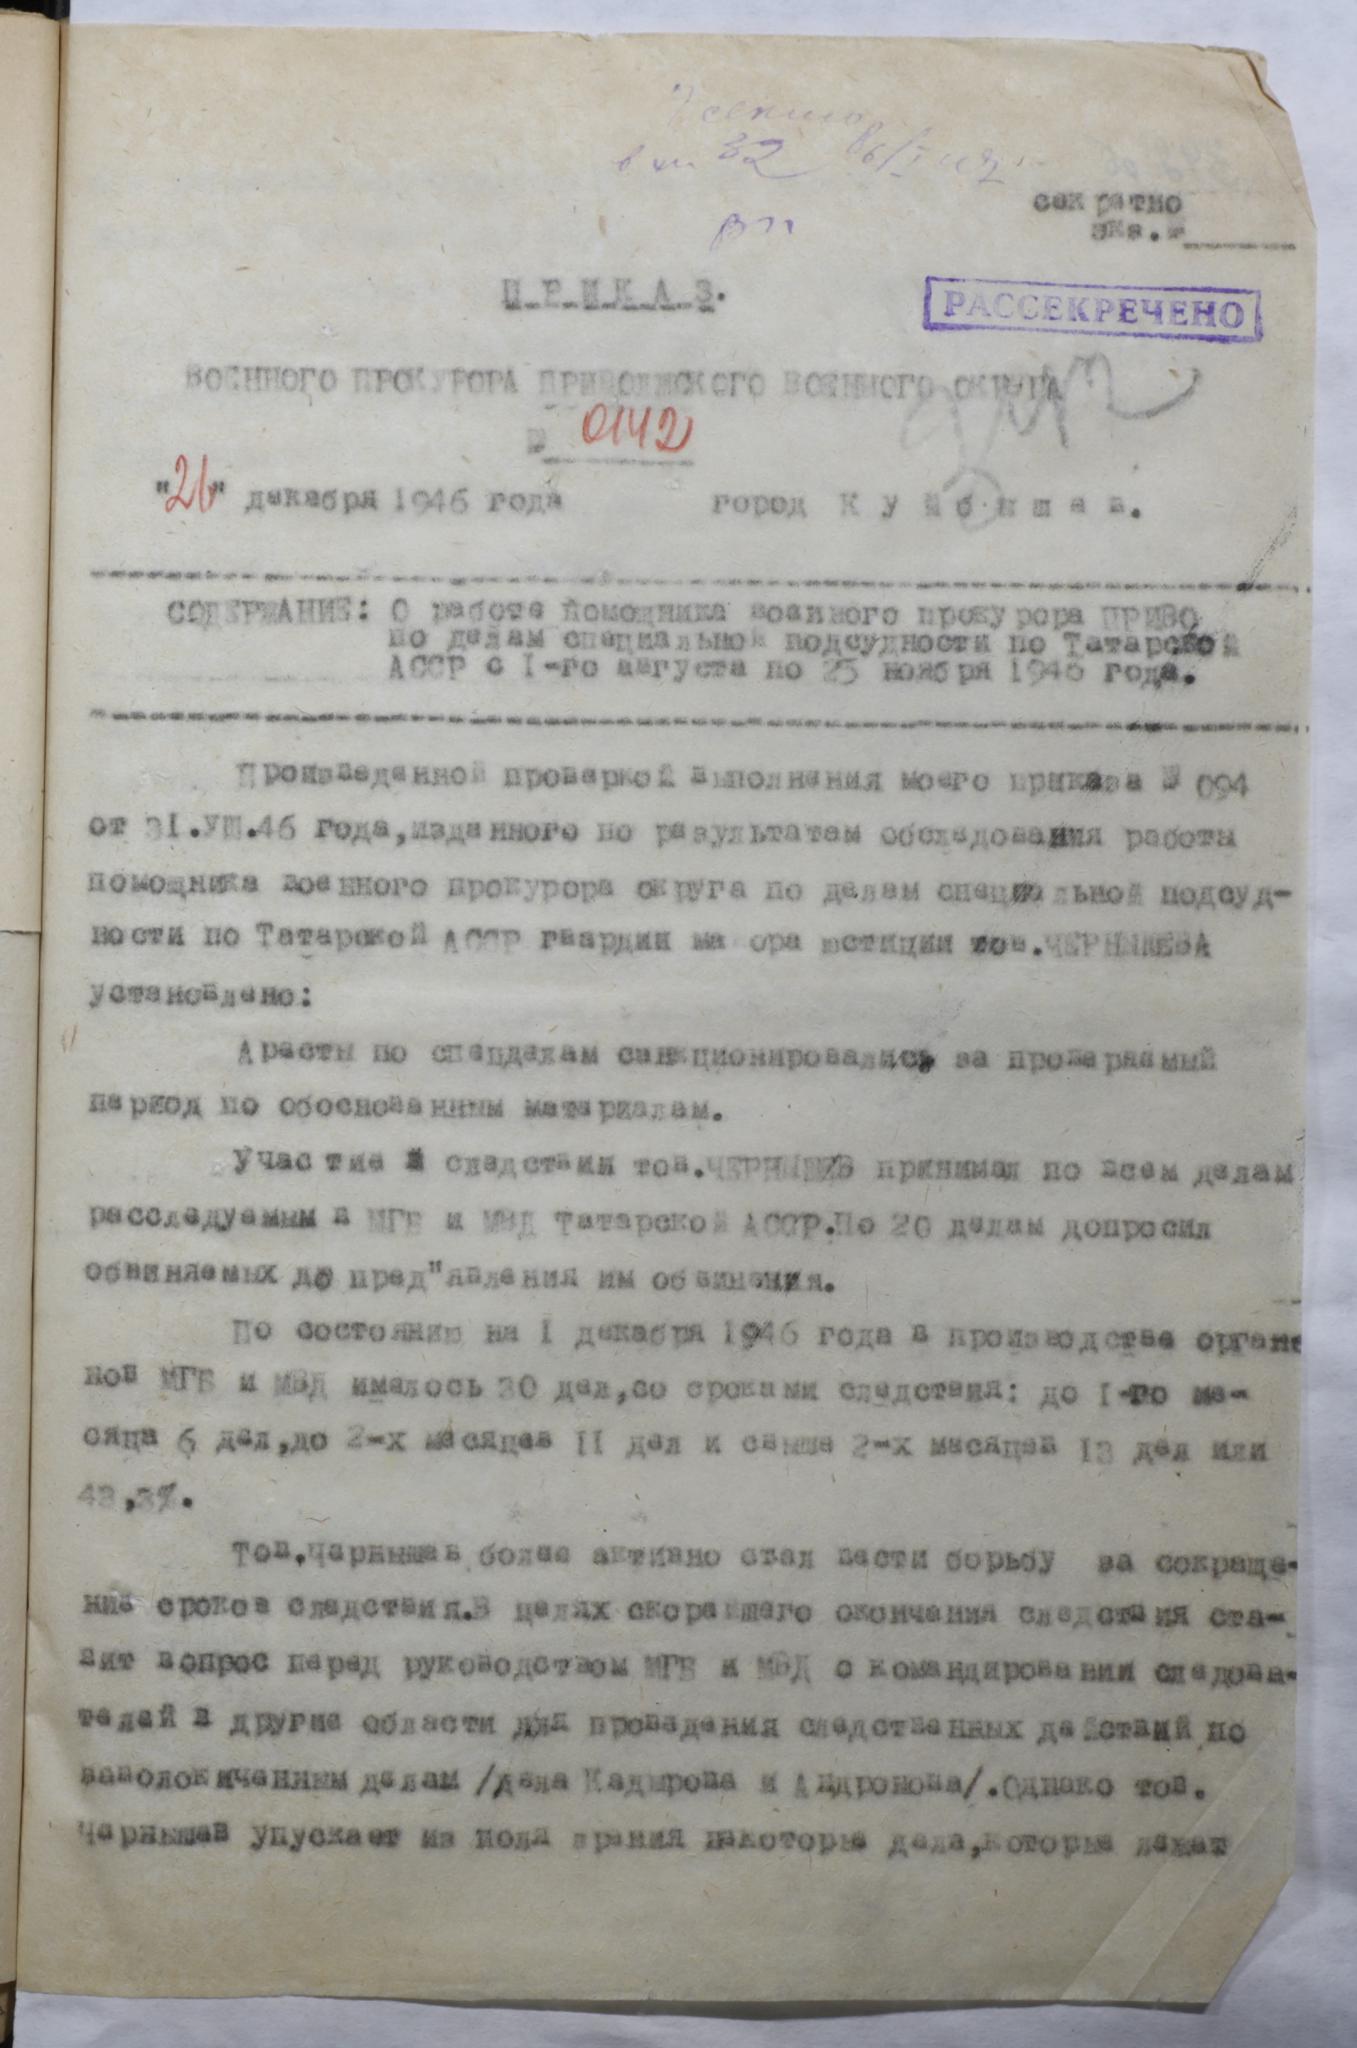 32
секретно
экз.№
П Р И К А З.
РАССЕКРЕЧЕНО
ВОЕННОГО ПРОКУРОРА ПРИВОЛЖСКОГО ВОЕННОГО ОКРУГА
№ 0142
"26" декабря 1946 года город К у й б ы ш е в.
СОДЕРЖАНИЕ: О работе помощника военного прокурора ПРИВО
по делам специальной подсудности по Татарской
АССР с I-го августа по 25 ноября 1946 года.
Произведенной проверкой выполнения моего приказа № 094
от 31.УШ.46 года,изданного по результатам обследования работы
помощника военного прокурора округа по делам специальной подсуд-
ности по Татарской АССР гвардии майора юстиции тов.ЧЕРНЫШЕВА
установлено:
Аресты по спецделам санкционировались за проверяемый
период по обоснованным материалам.
Участие в следствии тов.ЧЕРНЫШЕВ принимал по всем делам
расследуемым в МГБ и МВД Татарской АССР.По 20 делам допросил
обвиняемых до пред"явления им обвинения.
По состоянию на I декабря 1946 года в производстве орга-
нов МГБ и МВД имелось 30 дел,со сроками следствия: до I-го ме-
сяца 6 дел,до 2-х месяцев II дел и свыше 2-х месяцев 13 дел или
43,3%.
Тов.Чернышев более активно стал вести борьбу за сокраще-
ние сроков следствия.В целях скорейшего окончания следствия ста-
вит вопрос перед руководством МГБ и МВД о командировании следова-
телей в другие области для проведения следственных действий по
заволокиченным делам /дела Кадырова и Андронова/.Однако тов.
Чернышев упускает из поля зрения некоторые дела,которые лежат